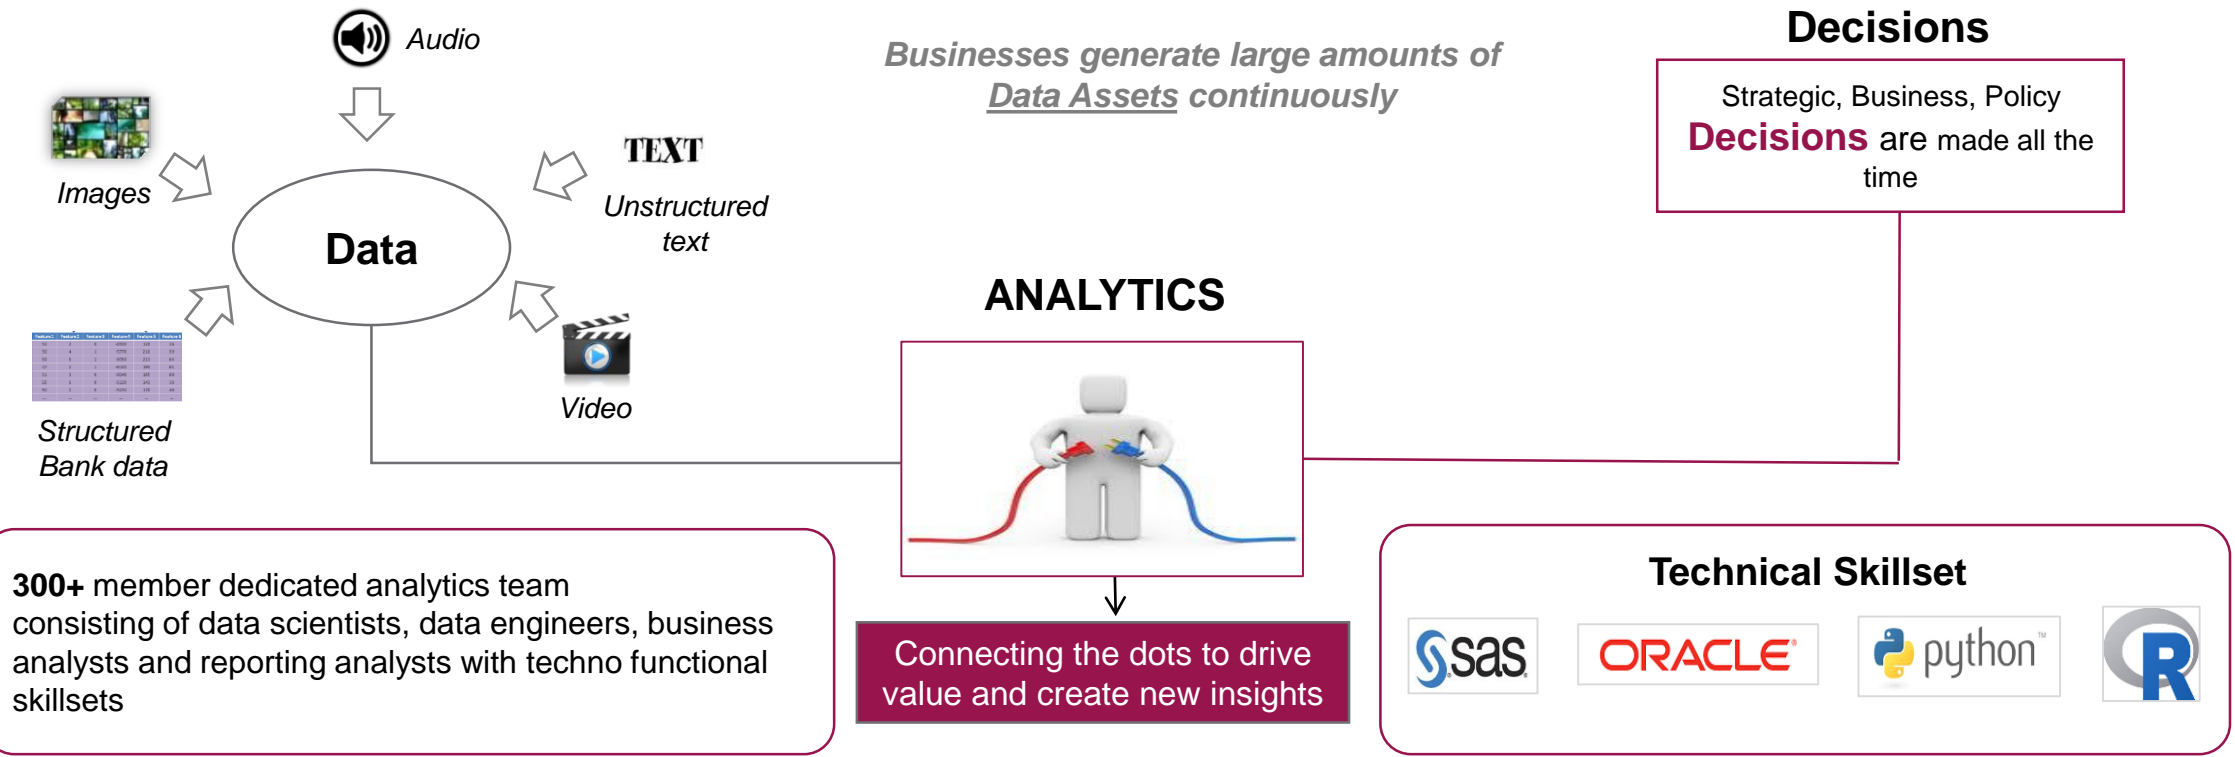 Audio
Images
TEXT
Unstructured
text
Data
Structured
Bank data
Video
Businesses generate large amounts of
Data Assets continuously
Decisions
Strategic, Business, Policy
Decisions are made all the
time
ANALYTICS
Connecting the dots to drive
value and create new insights
300+ member dedicated analytics team
consisting of data scientists, data engineers, business
analysts and reporting analysts with techno functional
skillsets
Technical Skillset
sas
ORACLE
python™
R